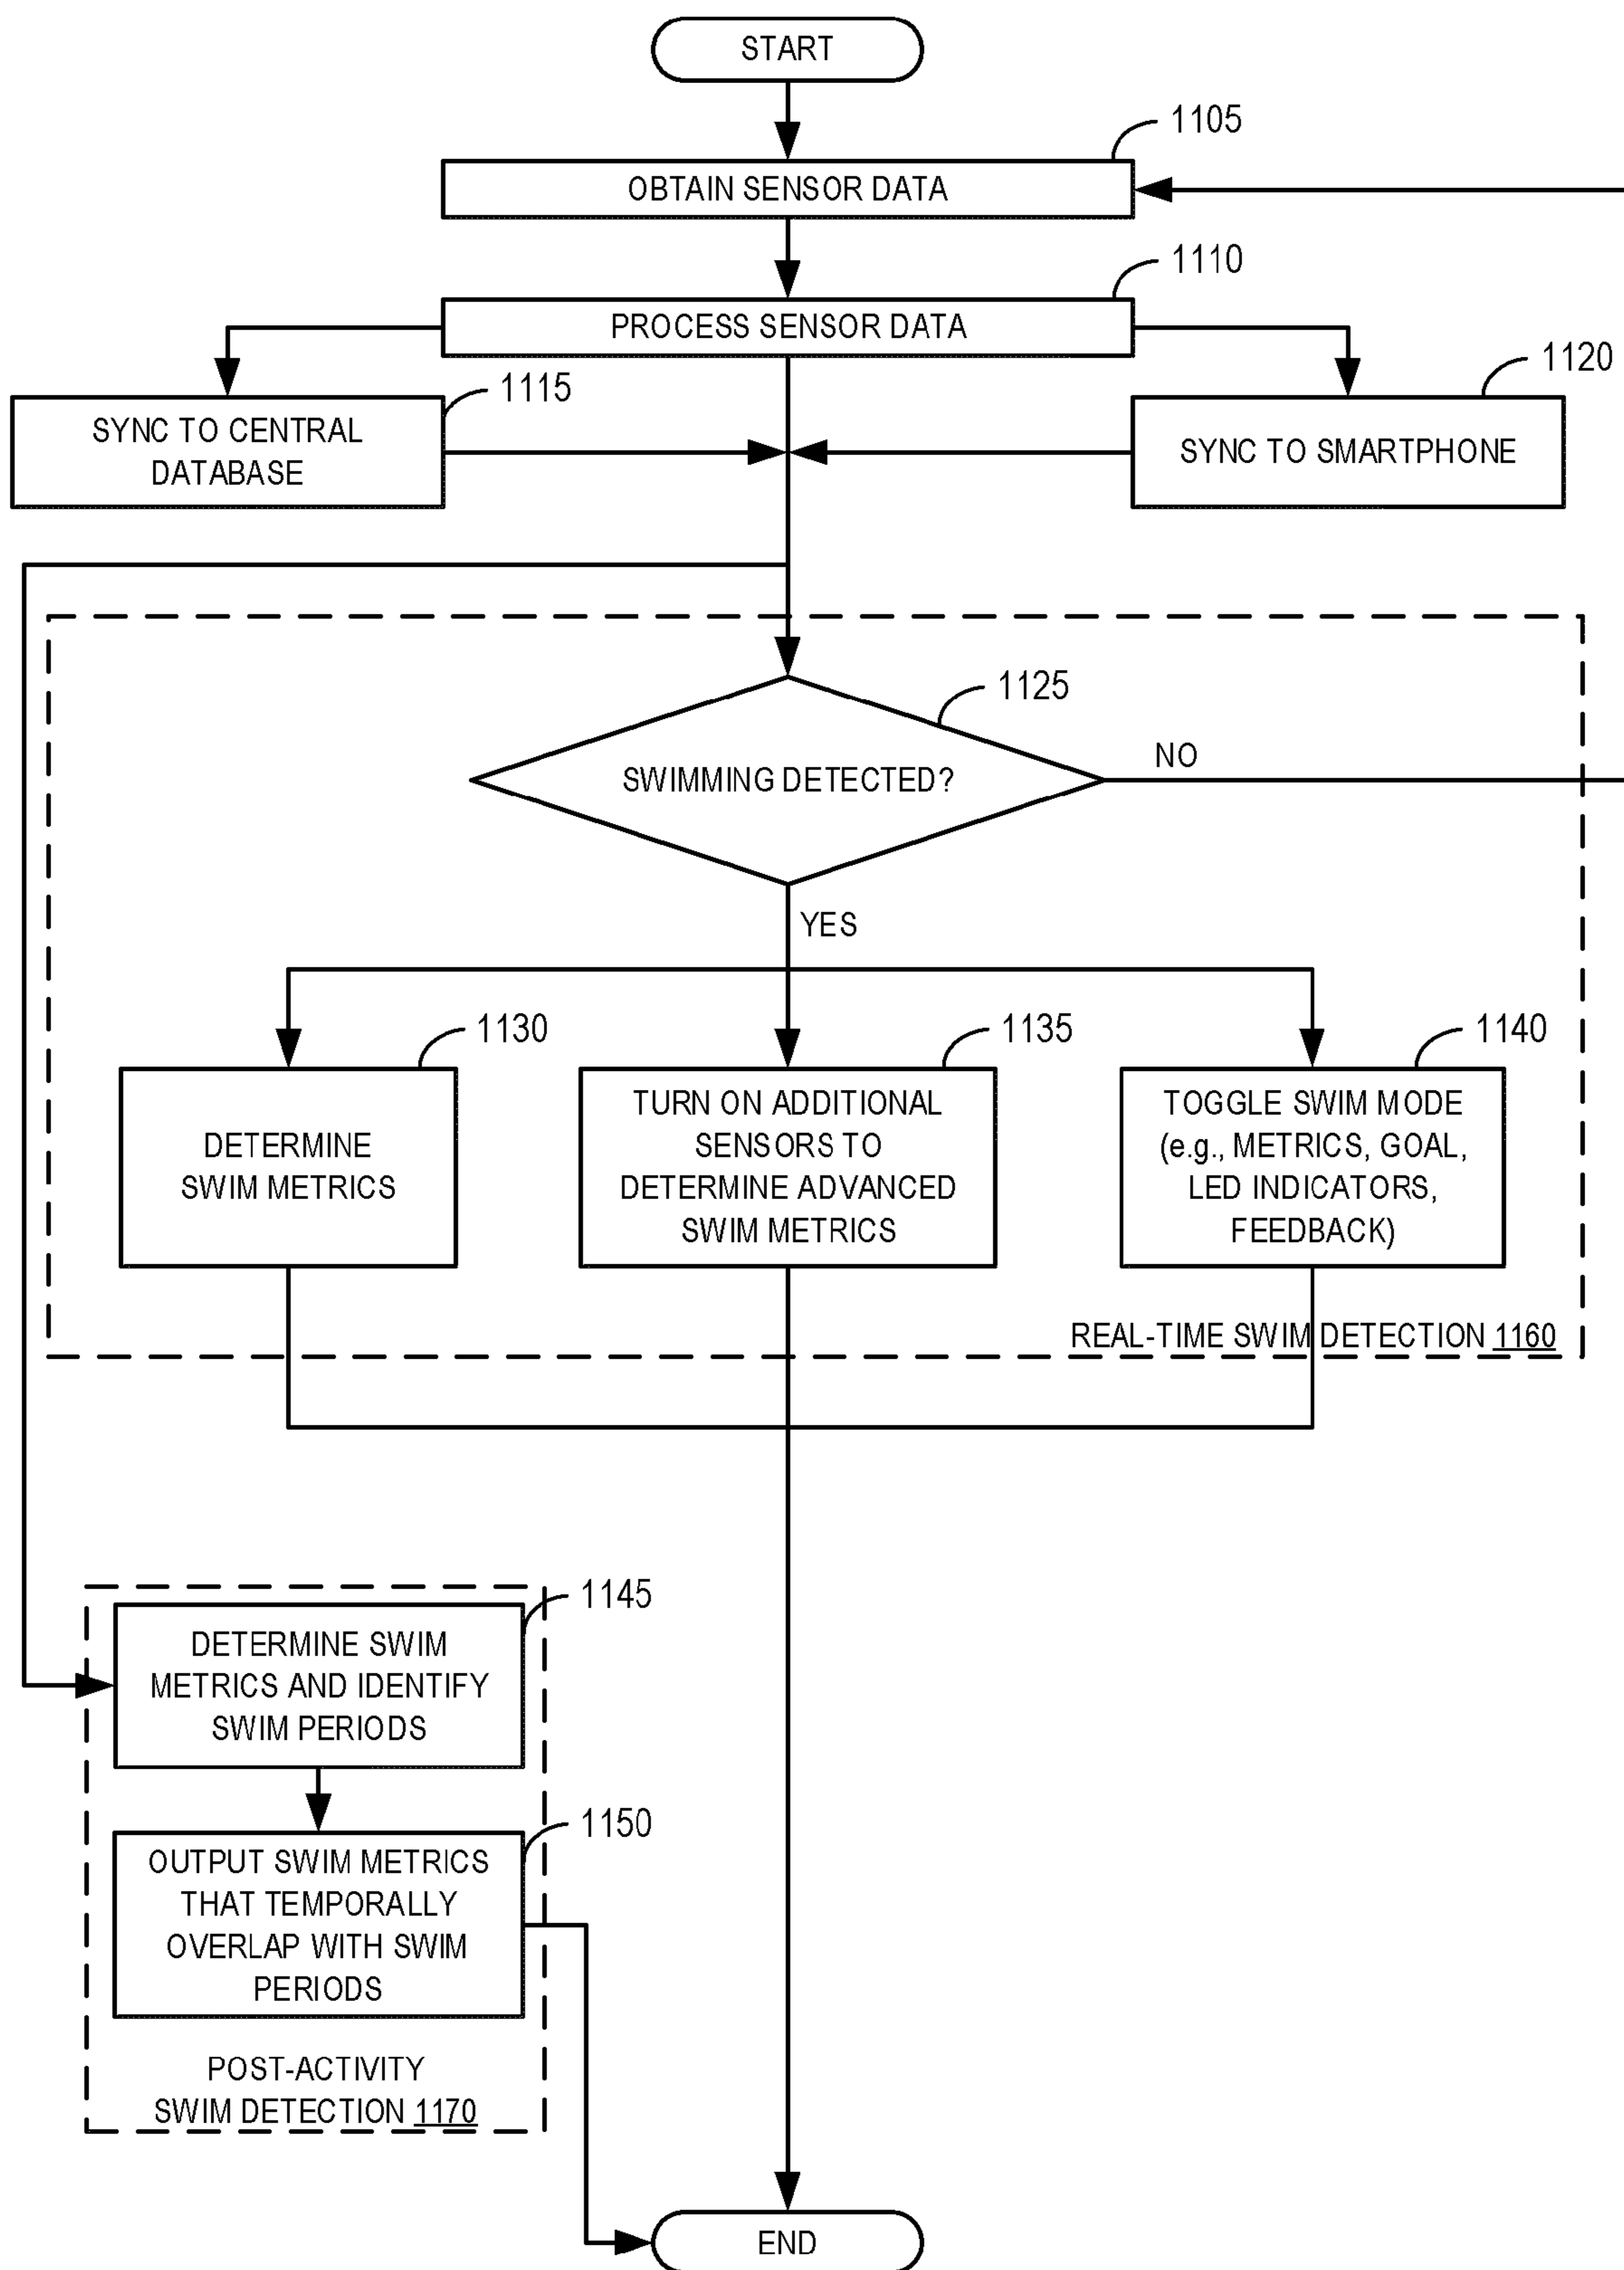 START
1105
OBTAIN SENSOR DATA
1110
PROCESS SENSOR DATA
1115
1120
SYNC TO CENTRAL
DATABASE
SYNC TO SMARTPHONE
1125
SWIMMING DETECTED?
NO
YES
1130
1135
1140
DETERMINE
SWIM METRICS
TURN ON ADDITIONAL
SENSORS TO
DETERMINE ADVANCED
SWIM METRICS
TOGGLE SWIM MODE
(e.g., METRICS, GOAL,
LED INDICATORS,
FEEDBACK)
REAL-TIME SWIM DETECTION 1160
1145
DETERMINE SWIM
METRICS AND IDENTIFY
SWIM PERIODS
1150
OUTPUT SWIM METRICS
THAT TEMPORALLY
OVERLAP WITH SWIM
PERIODS
POST-ACTIVITY
SWIM DETECTION 1170
END